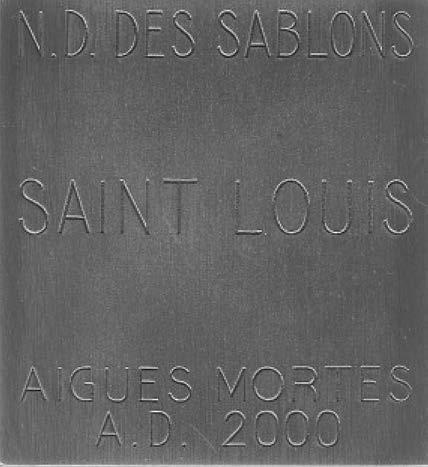 N.D. DES SABLONS
SAINT LOUIS
AIGUES MORTES
A.D. 2000